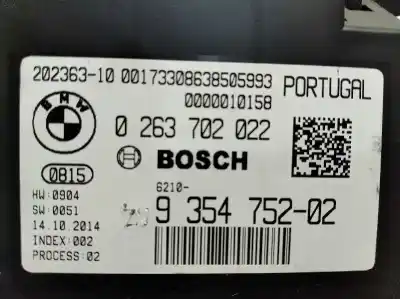 202363-10 00173308638505993
0000010158
PORTUGAL
BMW
0 263 702 022
BOSCH
0815
6210-
HW:0904
SW:0051
14.10.2014
INDEX:002
PROCESS:02
9 354 752-02